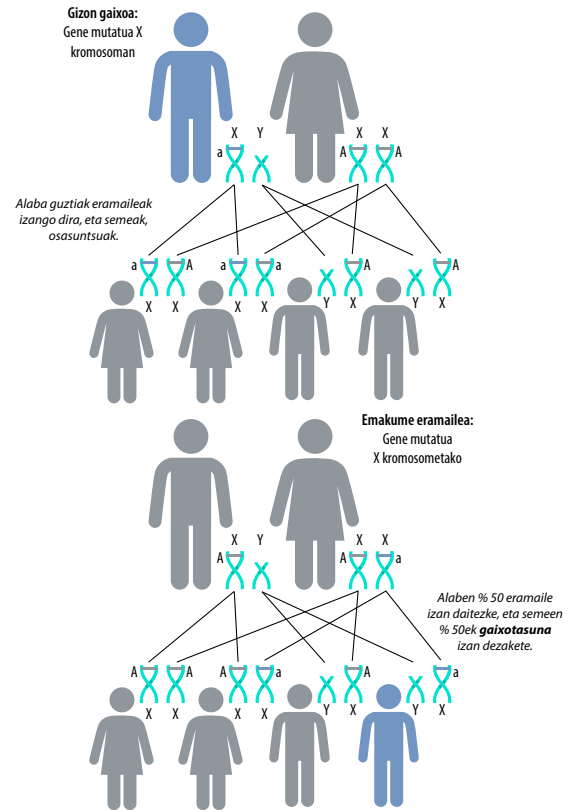 Gizon gaixoa:
Gene mutatua X
kromosoman
X Y X X
a A A
Alaba guztiak eramaileak
izango dira, eta semeak,
osasuntsuak.
a A a a A A
X X X X Y X Y X
Emakume eramailea:
Gene mutatua
X kromosometako
X Y X X
A A a
Alaben % 50 eramaile
izan daitezke, eta semeen
% 50ek gaixotasuna
izan dezakete.
A A A a A a
X X X X Y X Y X